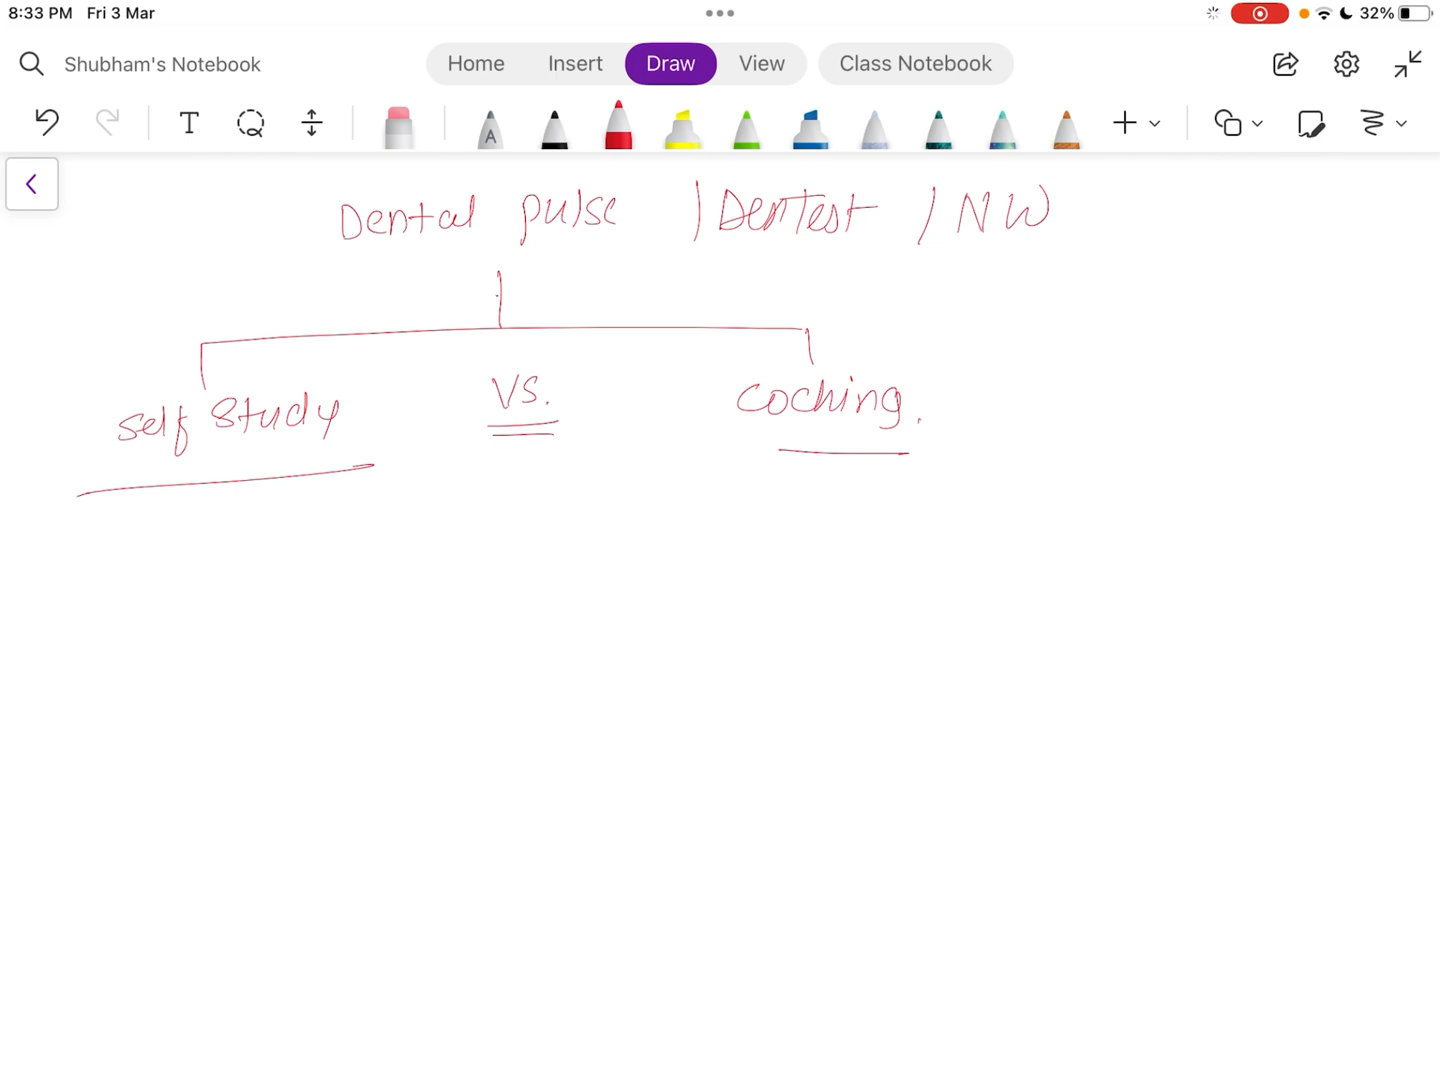 8:33 PM Fri 3 Mar 32%
Shubham's Notebook Home Insert Draw View Class Notebook
T A
Dental pulse / DenTest / NW
self study vs. coching.